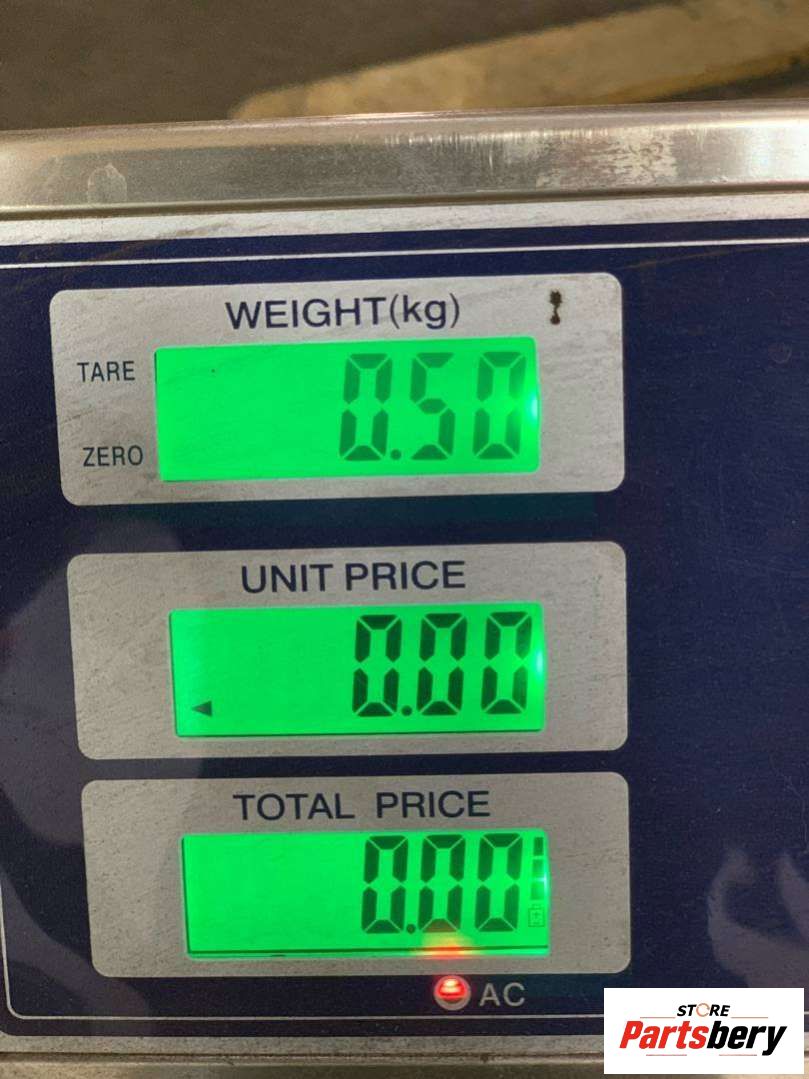 WEIGHT(kg)
TARE
0.50
ZERO
UNIT PRICE
0.00
TOTAL PRICE
0.00
AC
STORE
Partsbery